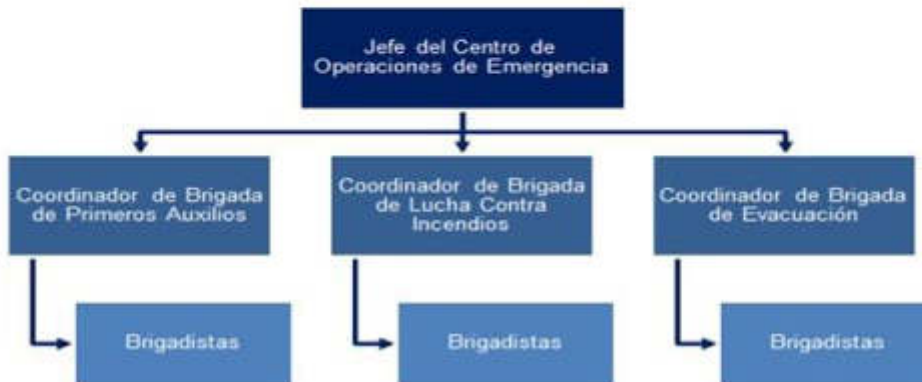 Jefe del Centro de
Operaciones de Emergencia
Coordinador de Brigada
de Primeros Auxilios
Coordinador de Brigada
de Lucha Contra
Incendios
Coordinador de Brigada
de Evacuación
Brigadistas
Brigadistas
Brigadistas